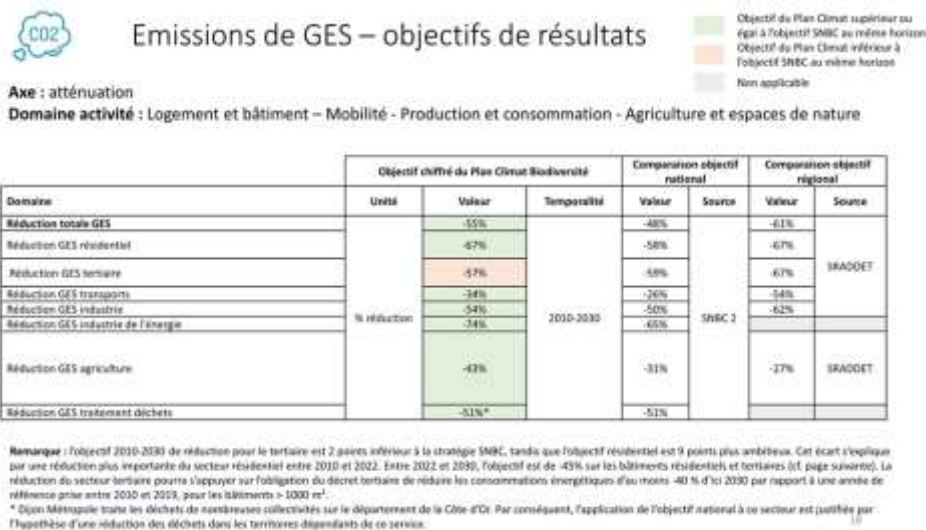 CO2
Emissions de GES – objectifs de résultats
Objectif du Plan Climat supérieur ou
égal à l'objectif SNBC au même horizon
Objectif du Plan Climat inférieur à
l'objectif SNBC au même horizon
Non applicable
Axe : atténuation
Domaine activité : Logement et bâtiment – Mobilité - Production et consommation - Agriculture et espaces de nature
Objectif chiffré du Plan Climat Biodiversité
Comparaison objectif
national
Comparaison objectif
régional
Domaine Unité Valeur Temporalité Valeur Source Valeur Source
Réduction totale GES -55% -48% -61%
Réduction GES résidentiel -67% -58% -67%
Réduction GES tertiaire -57% -59% -67% SRADDET
Réduction GES transports -34% -26% -54%
Réduction GES industrie -54% -50% -62%
% réduction 2010-2030 SNBC 2
Réduction GES industrie de l'énergie -74% -65%
Réduction GES agriculture -43% -31% -27% SRADDET
Réduction GES traitement déchets -51%* -51%
Remarque : l'objectif 2010-2030 de réduction pour le tertiaire est 2 points inférieur à la stratégie SNBC, tandis que l'objectif résidentiel est 9 points plus ambitieux. Cet écart s'explique
par une réduction plus importante du secteur résidentiel entre 2010 et 2022. Entre 2022 et 2030, l'objectif est de -45% sur les bâtiments résidentiels et tertiaires (cf. page suivante). La
réduction du secteur tertiaire pourra s'appuyer sur l'obligation du décret tertiaire de réduire les consommations énergétiques d'au moins -40 % d'ici 2030 par rapport à une année de
référence prise entre 2010 et 2019, pour les bâtiments > 1000 m².
* Dijon Métropole traite les déchets de nombreuses collectivités sur le département de la Côte-d'Or. Par conséquent, l'application de l'objectif national à ce secteur est justifiée par
l'hypothèse d'une réduction des déchets dans les territoires dépendants de ce service.